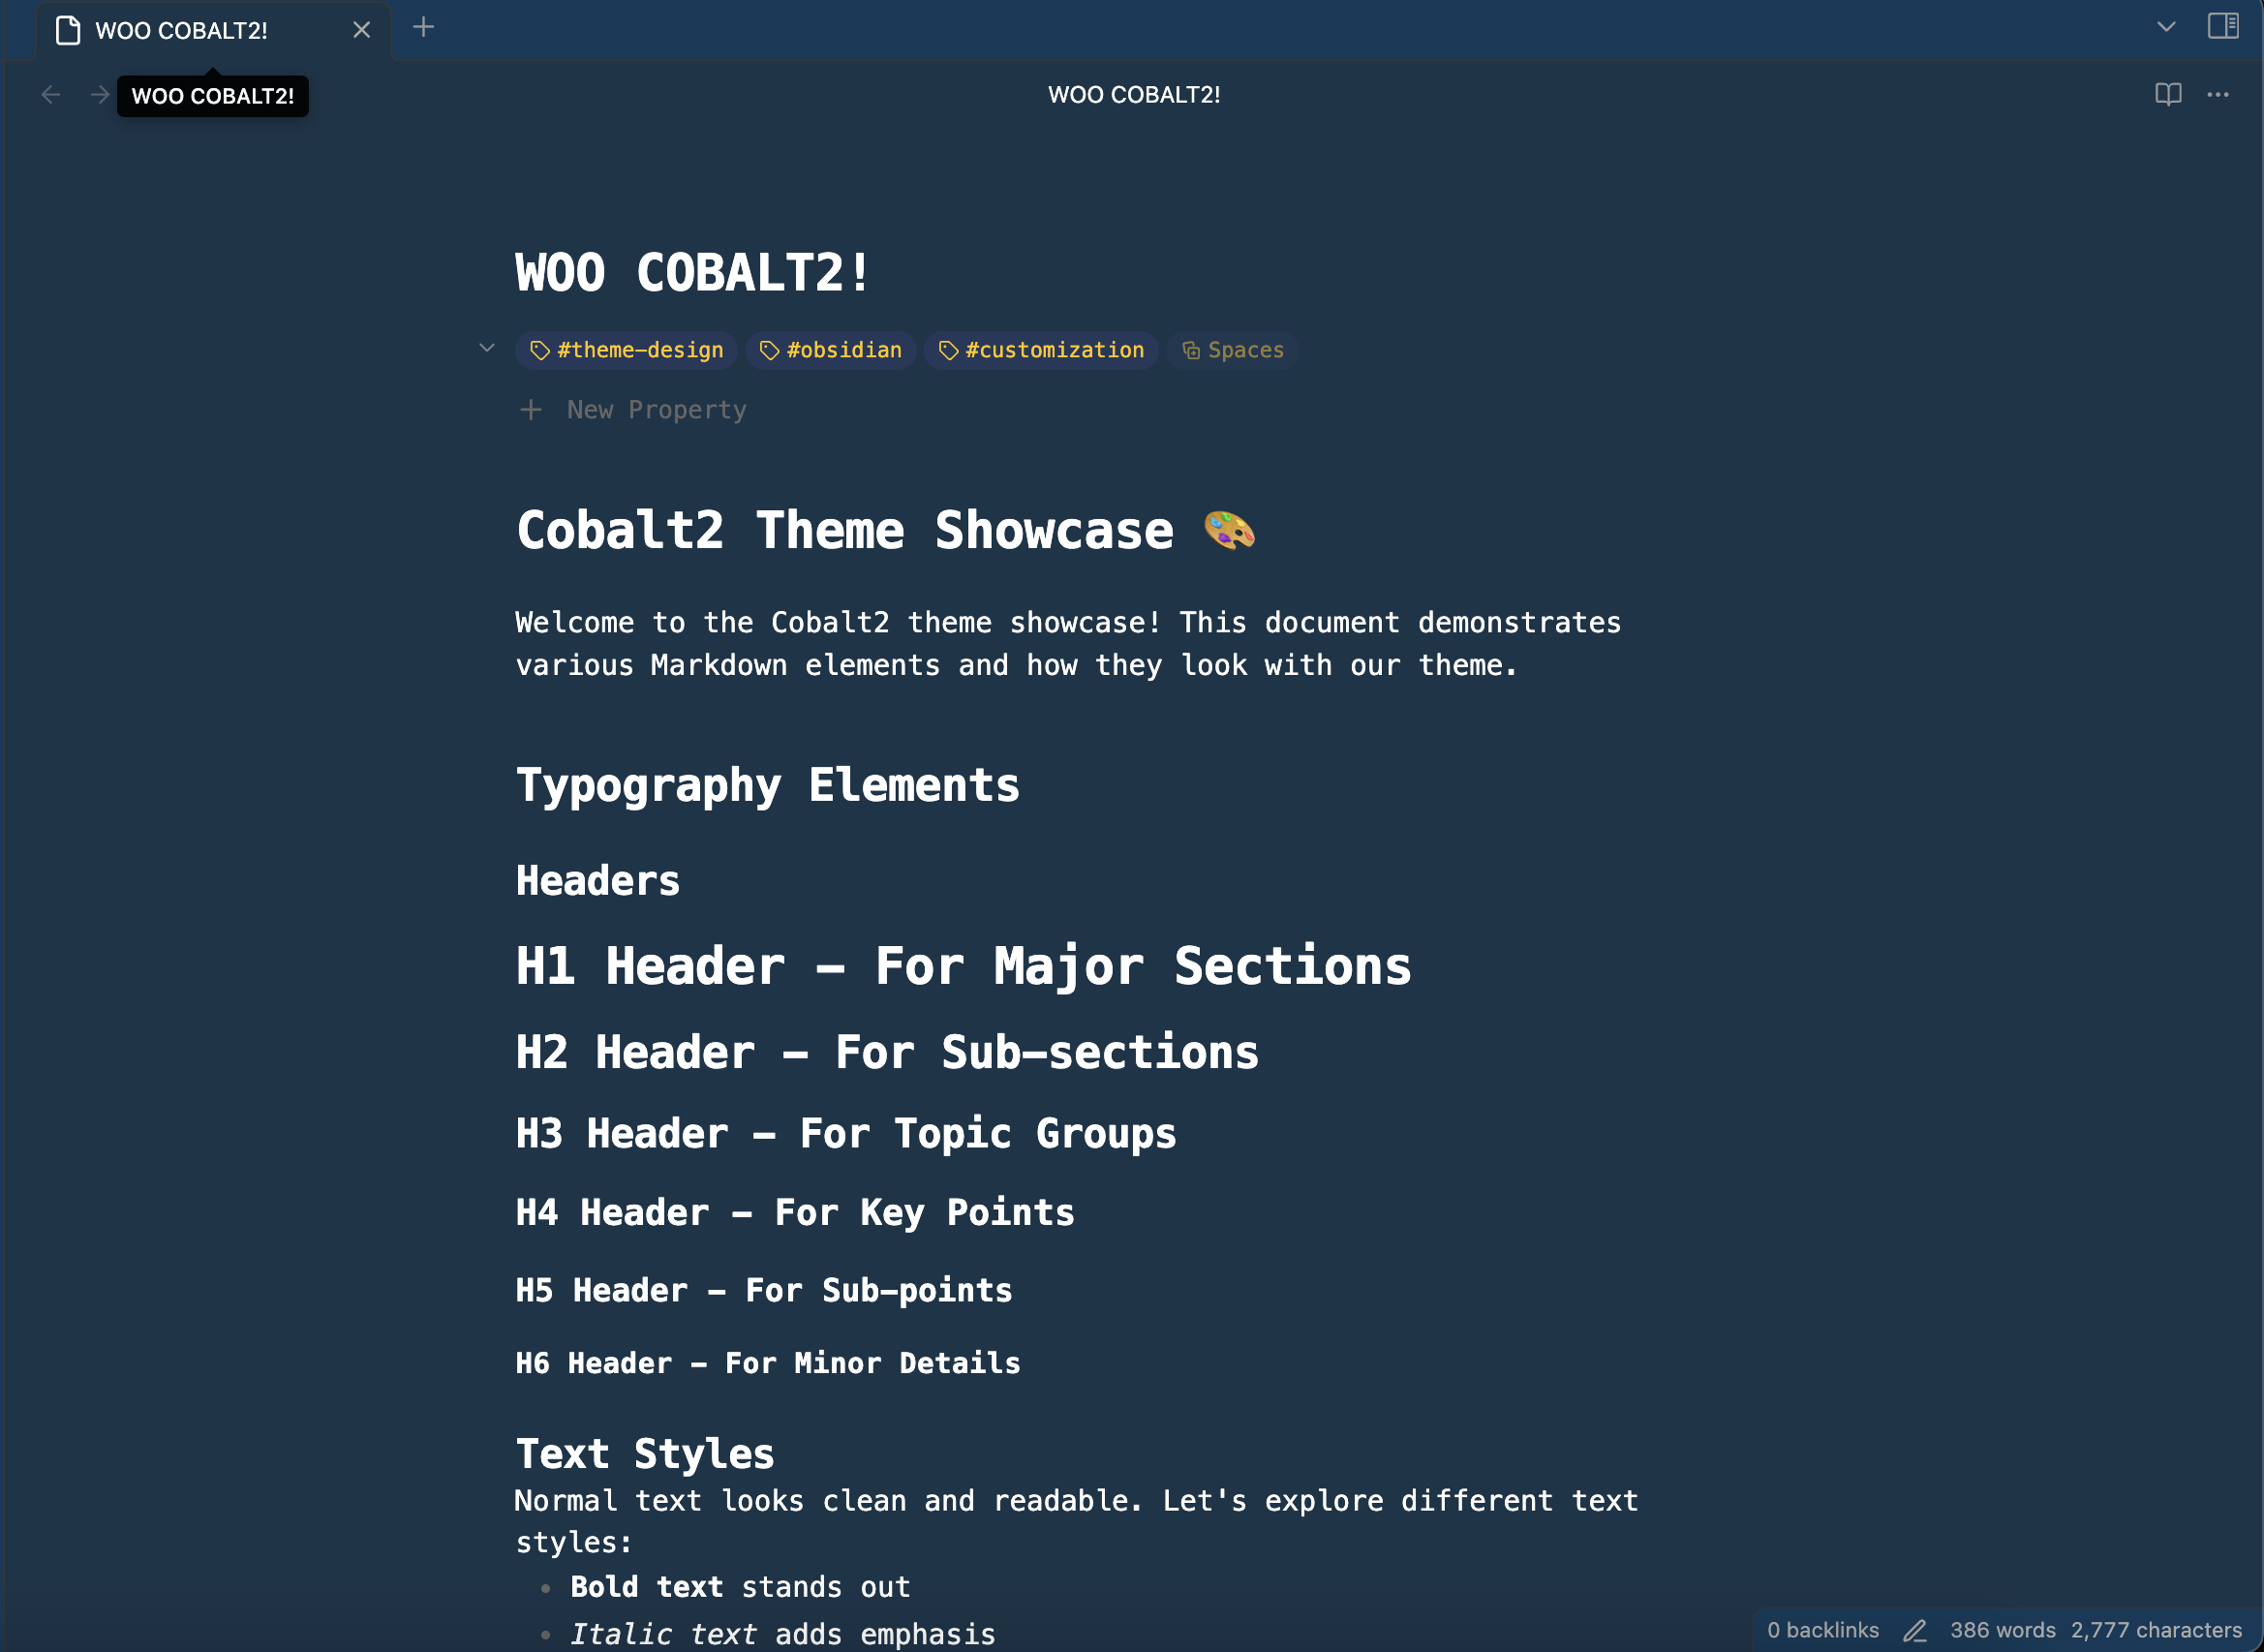 WOO COBALT2!
WOO COBALT2!
WOO COBALT2!
WOO COBALT2!
#theme-design #obsidian #customization Spaces
New Property
Cobalt2 Theme Showcase 🎨
Welcome to the Cobalt2 theme showcase! This document demonstrates
various Markdown elements and how they look with our theme.
Typography Elements
Headers
H1 Header - For Major Sections
H2 Header - For Sub-sections
H3 Header - For Topic Groups
H4 Header - For Key Points
H5 Header - For Sub-points
H6 Header - For Minor Details
Text Styles
Normal text looks clean and readable. Let's explore different text
styles:
Bold text stands out
Italic text adds emphasis
0 backlinks 386 words 2,777 characters